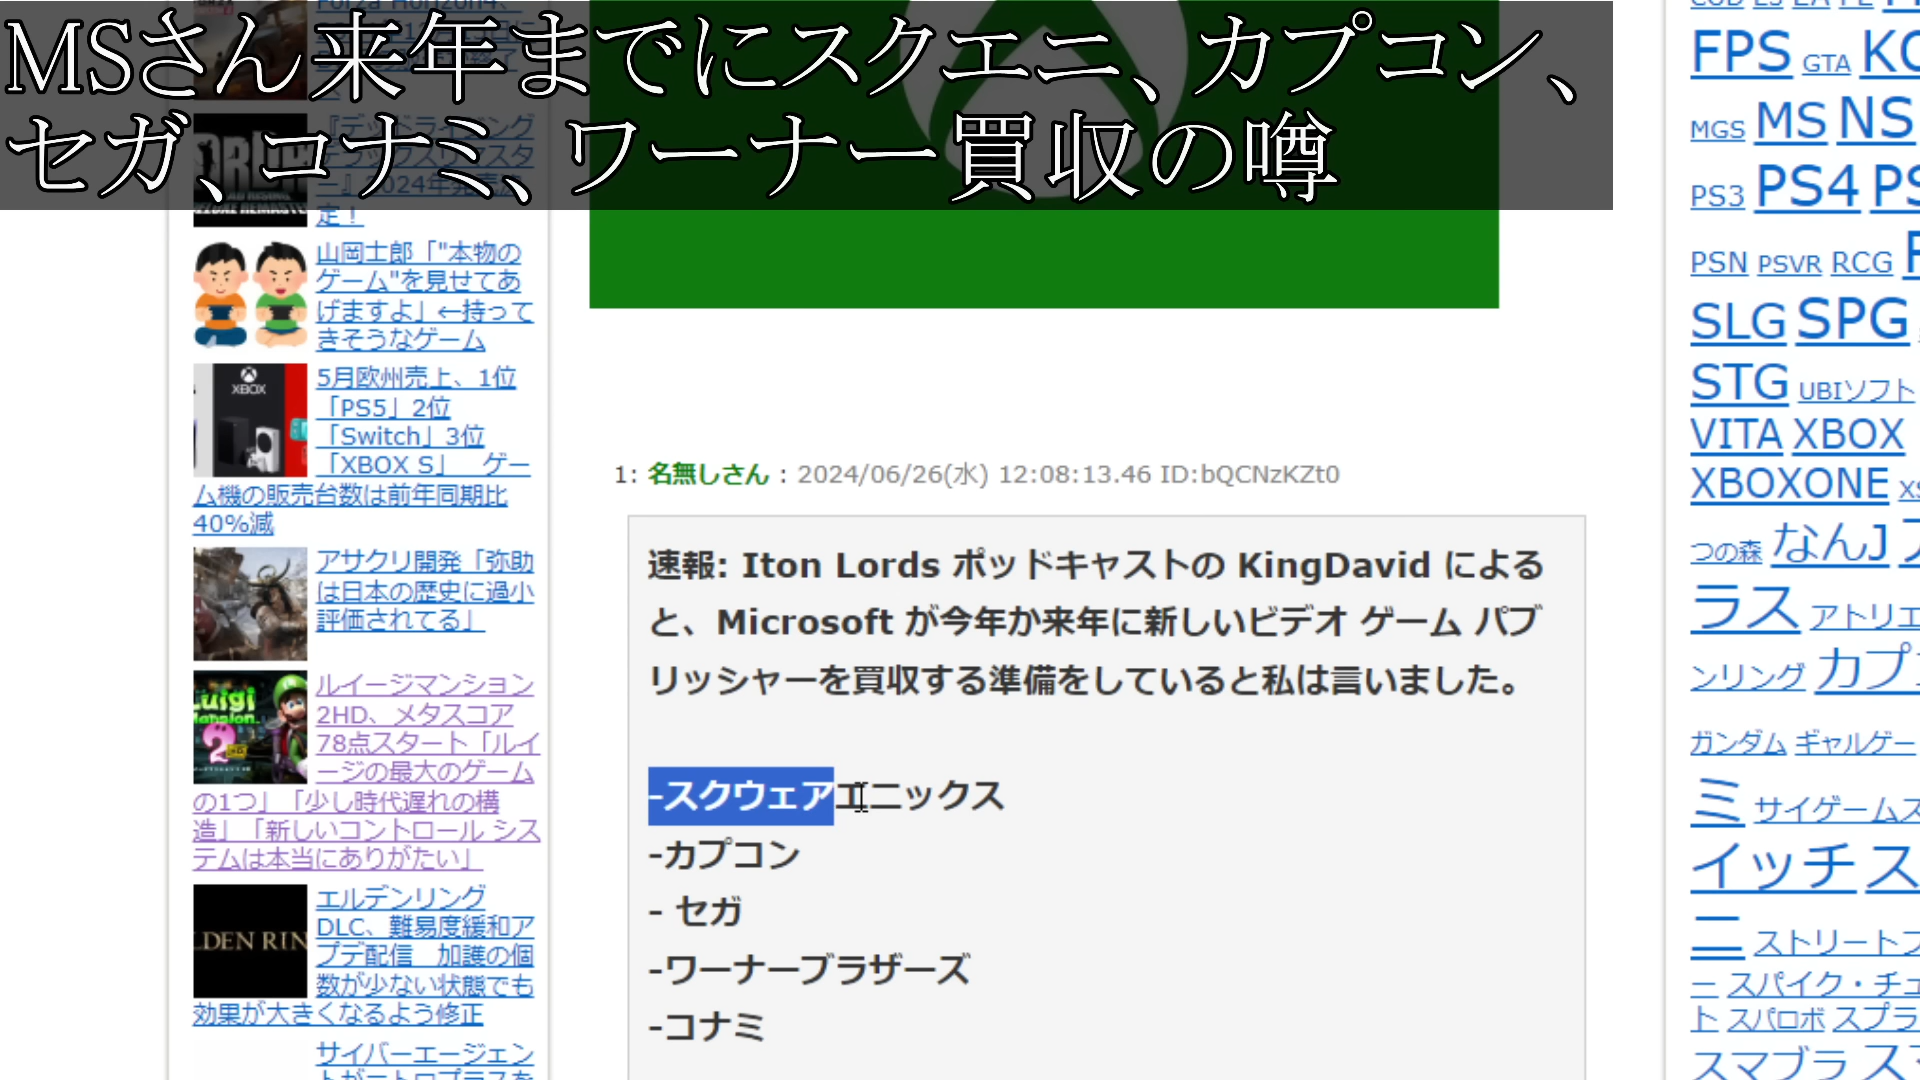 MSさん来年までにスクエニ、カプコン、
セガ、コナミ、ワーナー買収の噂
『デッドライジング
2024年発売
定！
山岡士郎「"本物の
ゲーム"を見せてあ
げますよ」←持って
きそうなゲーム
XBOX
5月欧州売上、1位
「PS5」2位
「Switch」3位
「XBOX S」　ゲー
ム機の販売台数は前年同期比
40%減
アサクリ開発「弥助
は日本の歴史に過小
評価されてる」
ルイージマンション
2HD、メタスコア
78点スタート「ルイ
ージの最大のゲーム
の1つ」「少し時代遅れの構
造」「新しいコントロール シス
テムは本当にありがたい」
エルデンリング
DLC、難易度緩和ア
プデ配信　加護の個
数が少ない状態でも
効果が大きくなるよう修正
サイバーエージェン
1: 名無しさん : 2024/06/26(水) 12:08:13.46 ID:bQCNzKZt0
速報: Iton Lords ポッドキャストの KingDavid による
と、Microsoft が今年か来年に新しいビデオ ゲーム パブ
リッシャーを買収する準備をしていると私は言いました。
-スクウェアエニックス
-カプコン
- セガ
-ワーナーブラザーズ
-コナミ
FPS GTA KO
MGS MS NS
PS3 PS4 PS
PSN PSVR RCG
SLG SPG
STG UBIソフト
VITA XBOX
XBOXONE XS
つの森 なんJ
ラス アトリエ
ンリング カプコ
ガンダム ギャルゲー
ミ サイゲームス
イッチ ス
ニ ストリートフ
ー スパイク・チュ
ト スパロボ スプラ
スマブラ ス